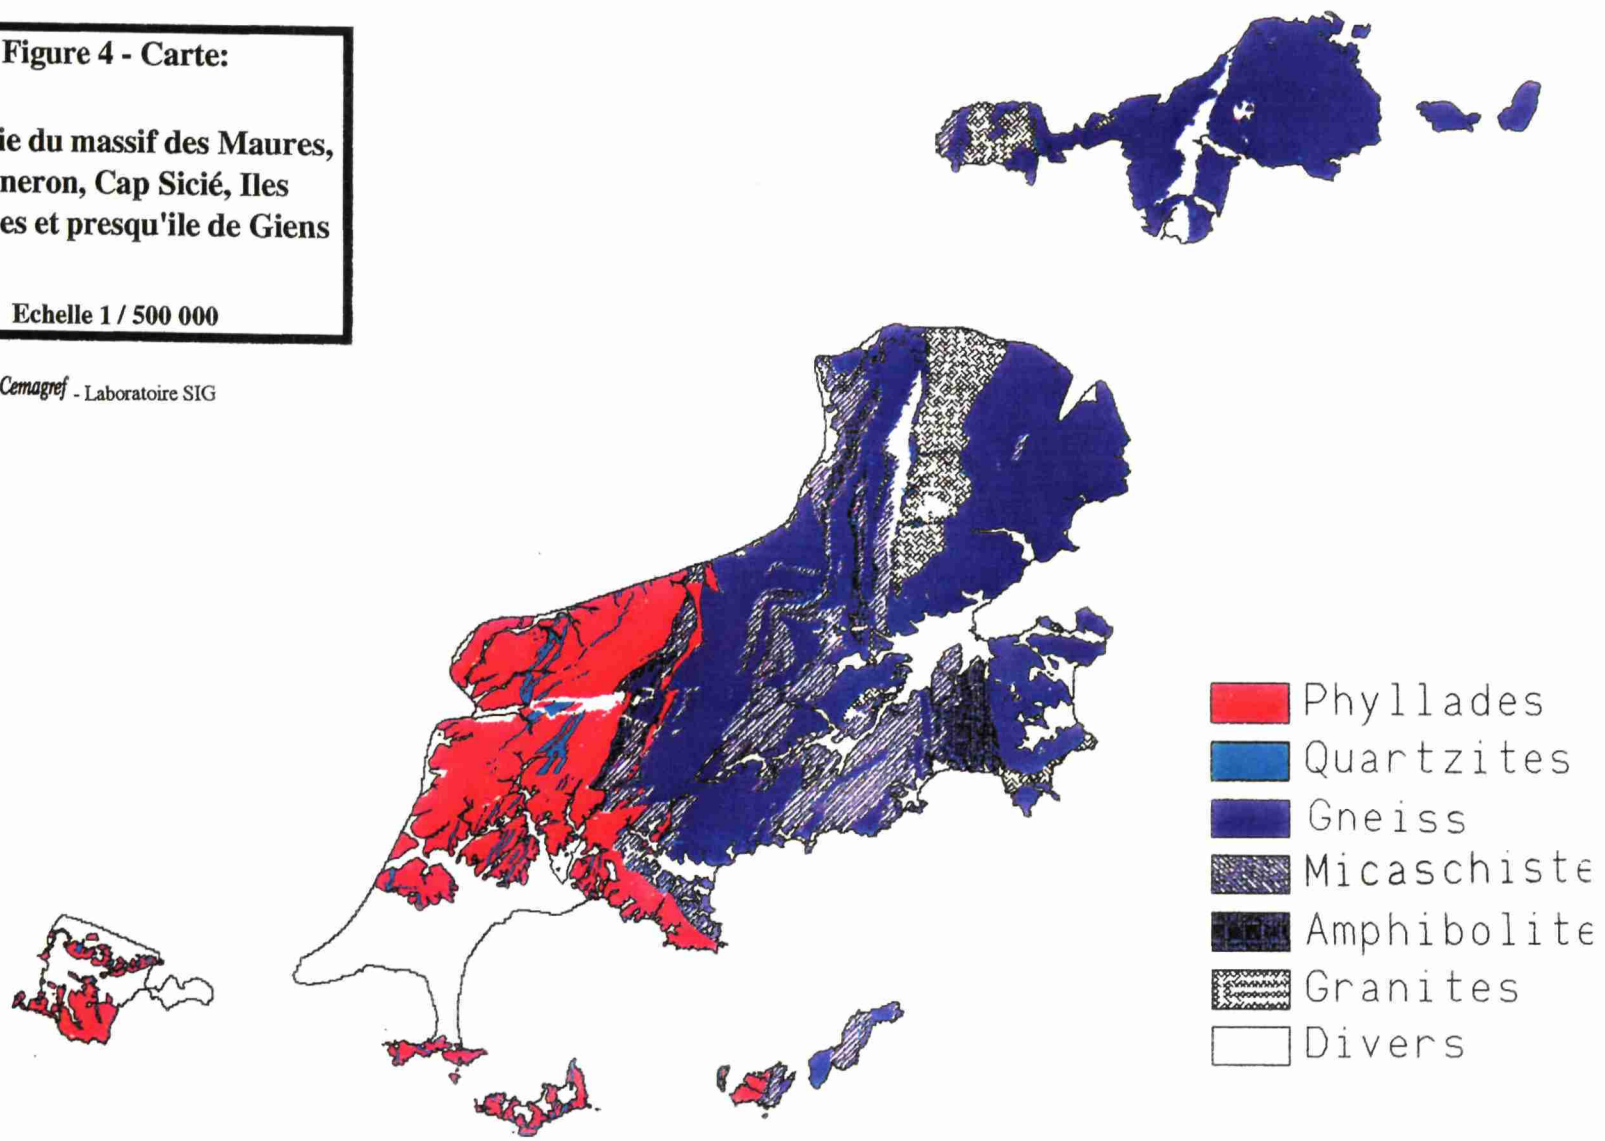 Figure 4 - Carte:
ie du massif des Maures,
neron, Cap Sicié, Iles
es et presqu'ile de Giens
Echelle 1 / 500 000
Cemagref - Laboratoire SIG
Phyllades
Quartzites
Gneiss
Micaschiste
Amphibolite
Granites
Divers